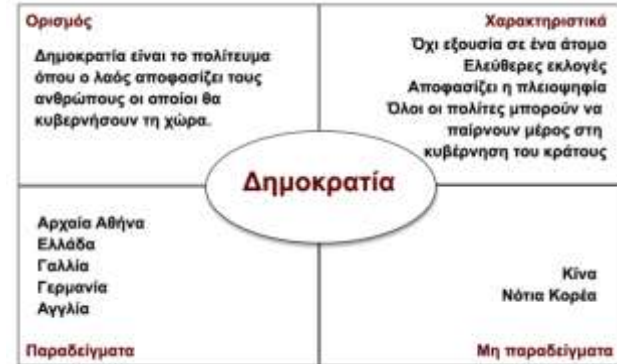 Ορισμός
Δημοκρατία είναι το πολίτευμα
όπου ο λαός αποφασίζει τους
ανθρώπους οι οποίοι θα
κυβερνήσουν τη χώρα.
Χαρακτηριστικά
Όχι εξουσία σε ένα άτομο
Ελεύθερες εκλογές
Αποφασίζει η πλειοψηφία
Όλοι οι πολίτες μπορούν να
παίρνουν μέρος στη
κυβέρνηση του κράτους
Δημοκρατία
Αρχαία Αθήνα
Ελλάδα
Γαλλία
Γερμανία
Αγγλία
Παραδείγματα
Κίνα
Νότια Κορέα
Μη παραδείγματα